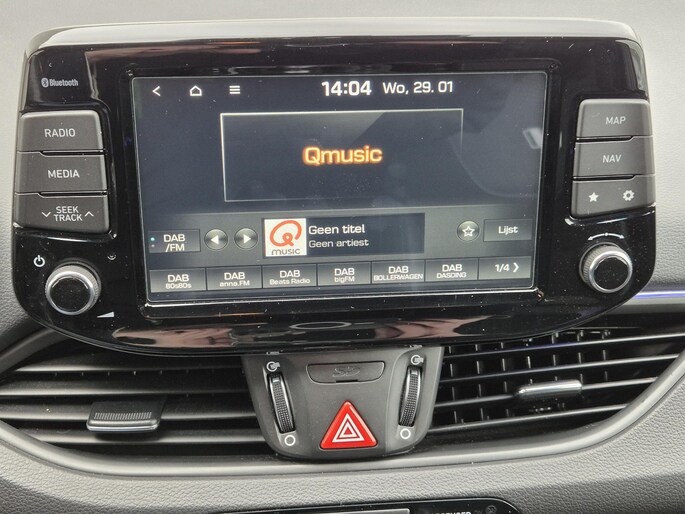 Bluetooth
14:04 Wo, 29. 01
RADIO
MEDIA
SEEK
TRACK
MAP
NAV
Qmusic
DAB
/FM
MUSIC
Geen titel
Geen artiest
Lijst
DAB
80s80s
DAB
anna.FM
DAB
Beats Radio
DAB
bigFM
DAB
BOLLERWAGEN
DAB
DASDING
1/4